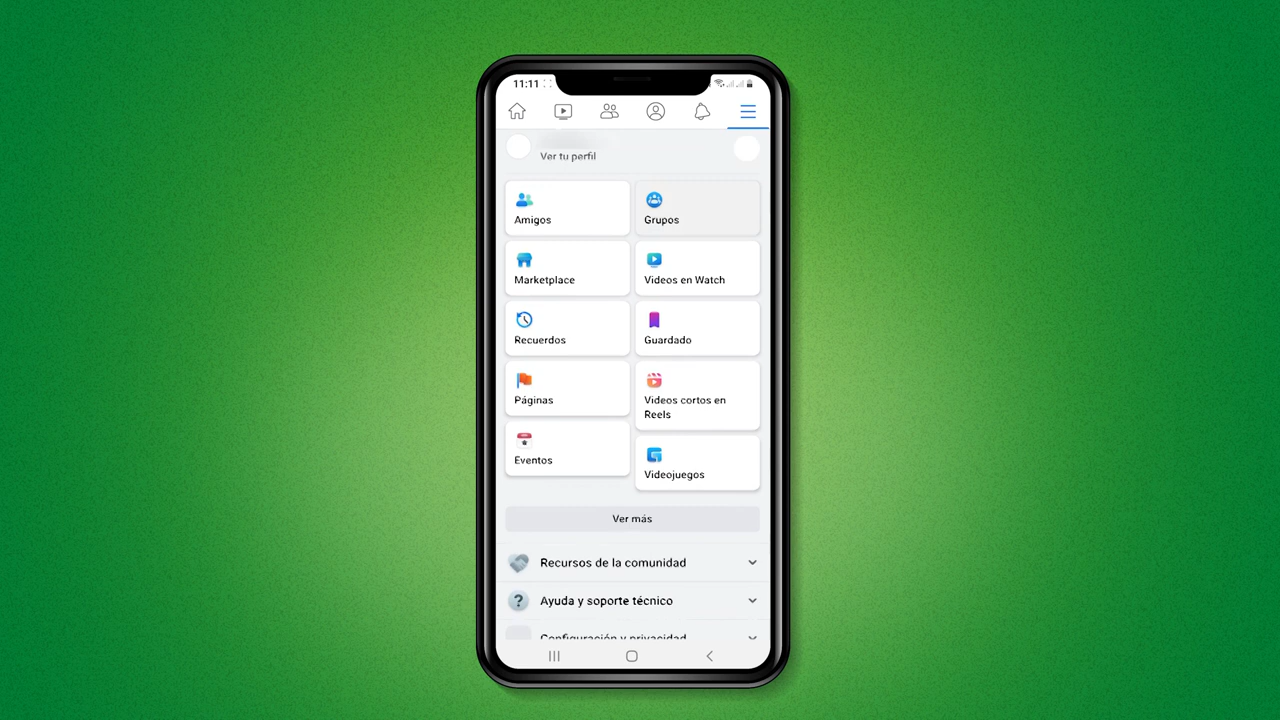 11:11
Ver tu perfil
Amigos
Grupos
Marketplace
Videos en Watch
Recuerdos
Guardado
Páginas
Videos cortos en
Reels
Eventos
Videojuegos
Ver más
Recursos de la comunidad
?
Ayuda y soporte técnico
Configuración y privacidad